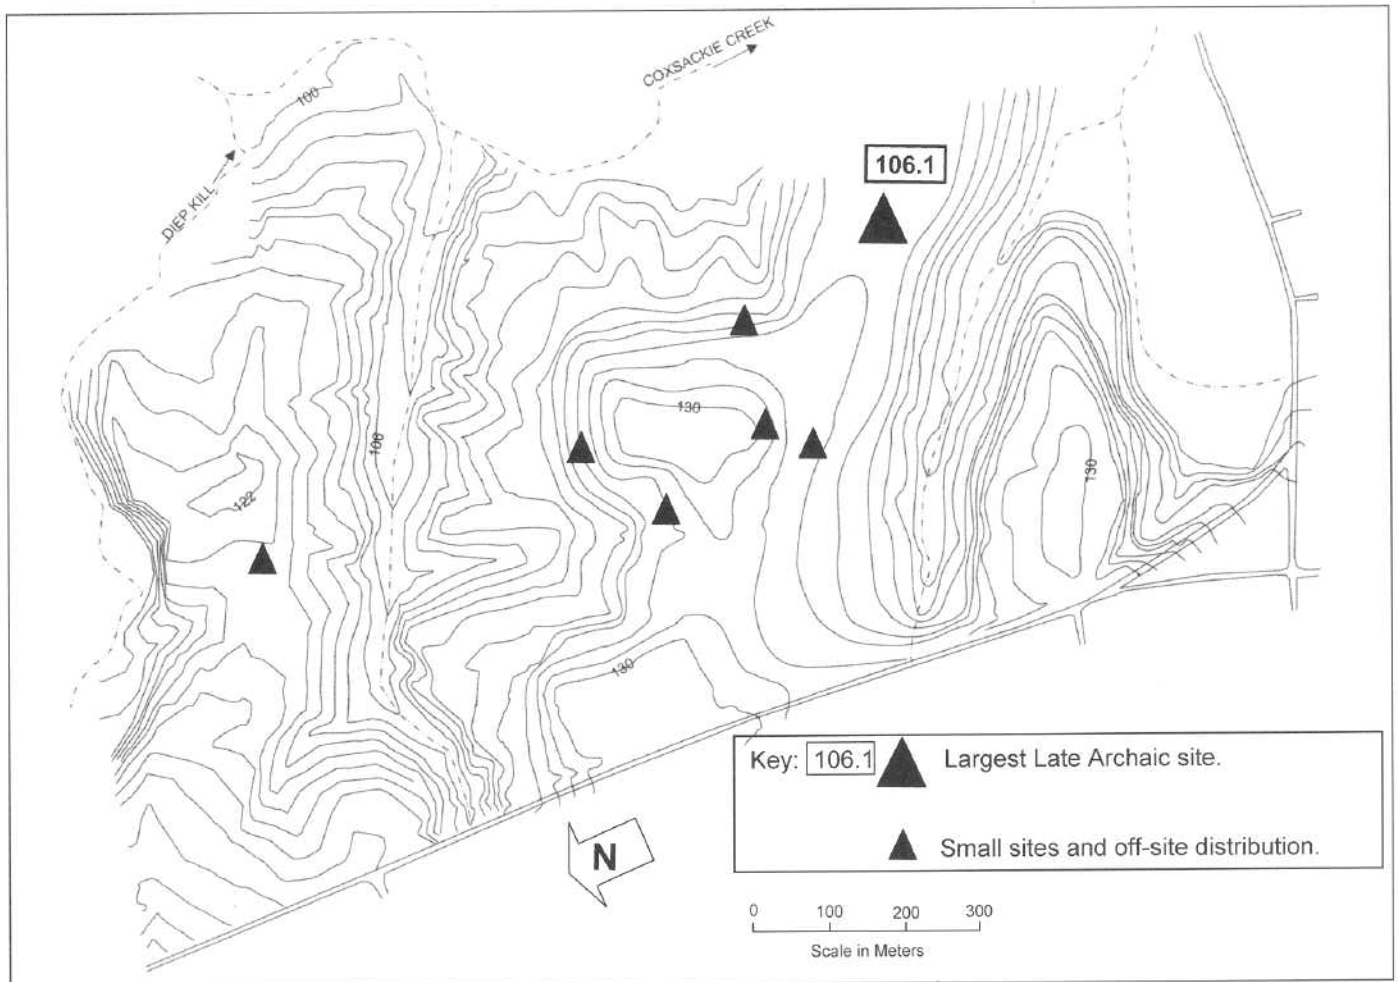 COXSACKIE CREEK
100
106.1
DIEP KILL
130
100
122
130
130
Key: 106.1 Largest Late Archaic site.
Small sites and off-site distribution.
N
0 100 200 300
Scale in Meters